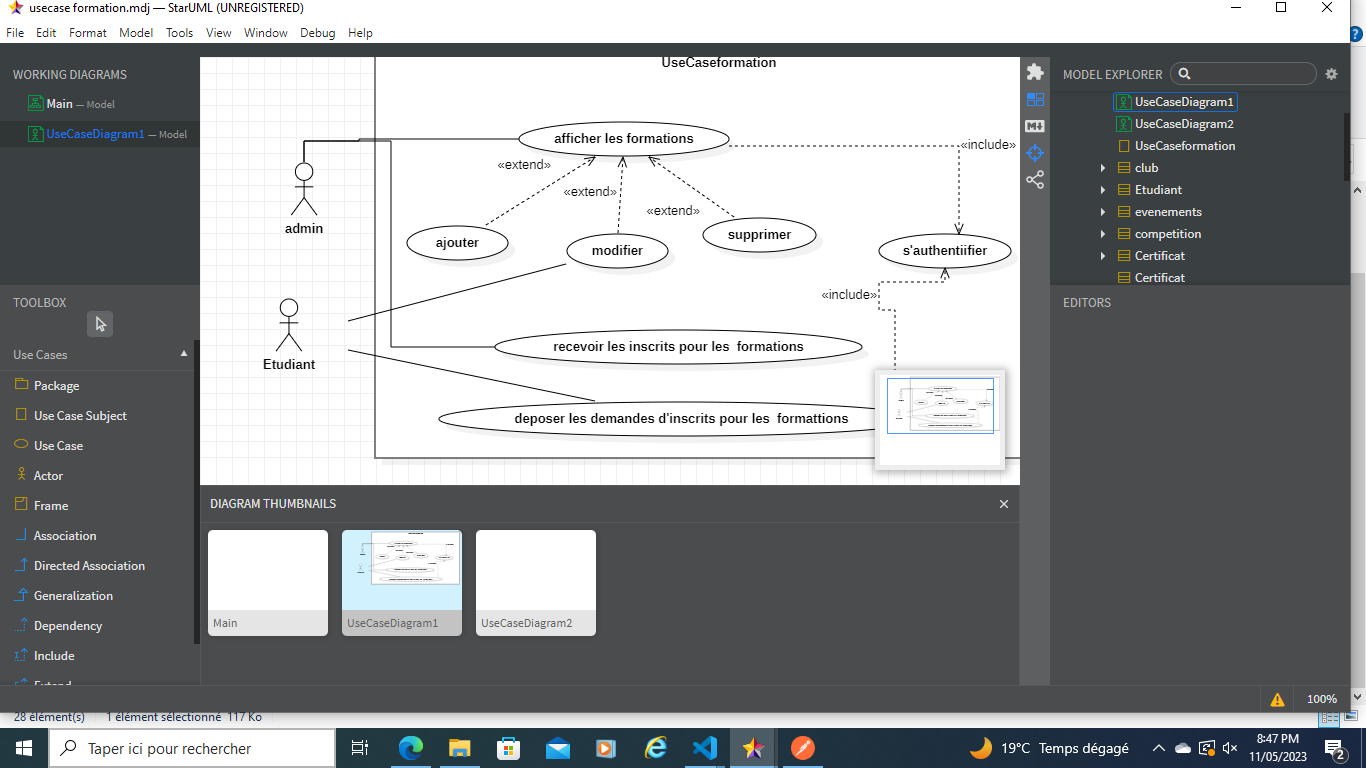 usecase formation.mdj — StarUML (UNREGISTERED)
File Edit Format Model Tools View Window Debug Help
WORKING DIAGRAMS
Main — Model
UseCaseDiagram1 — Model
TOOLBOX
Use Cases
Package
Use Case Subject
Use Case
Actor
Frame
Association
Directed Association
Generalization
Dependency
Include
Extend
UseCaseformation
afficher les formations
«include»
«extend»
«extend»
«extend»
admin
ajouter
modifier
supprimer
s'authentiifier
«include»
Etudiant
recevoir les inscrits pour les  formations
deposer les demandes d'inscrits pour les  formattions
DIAGRAM THUMBNAILS
Main
UseCaseDiagram1
UseCaseDiagram2
MODEL EXPLORER
UseCaseDiagram1
UseCaseDiagram2
UseCaseformation
club
Etudiant
evenements
competition
Certificat
Certificat
EDITORS
100%
28 élément(s) 1 élément sélectionné 117 Ko
Taper ici pour rechercher
19°C Temps dégagé
8:47 PM
11/05/2023
2